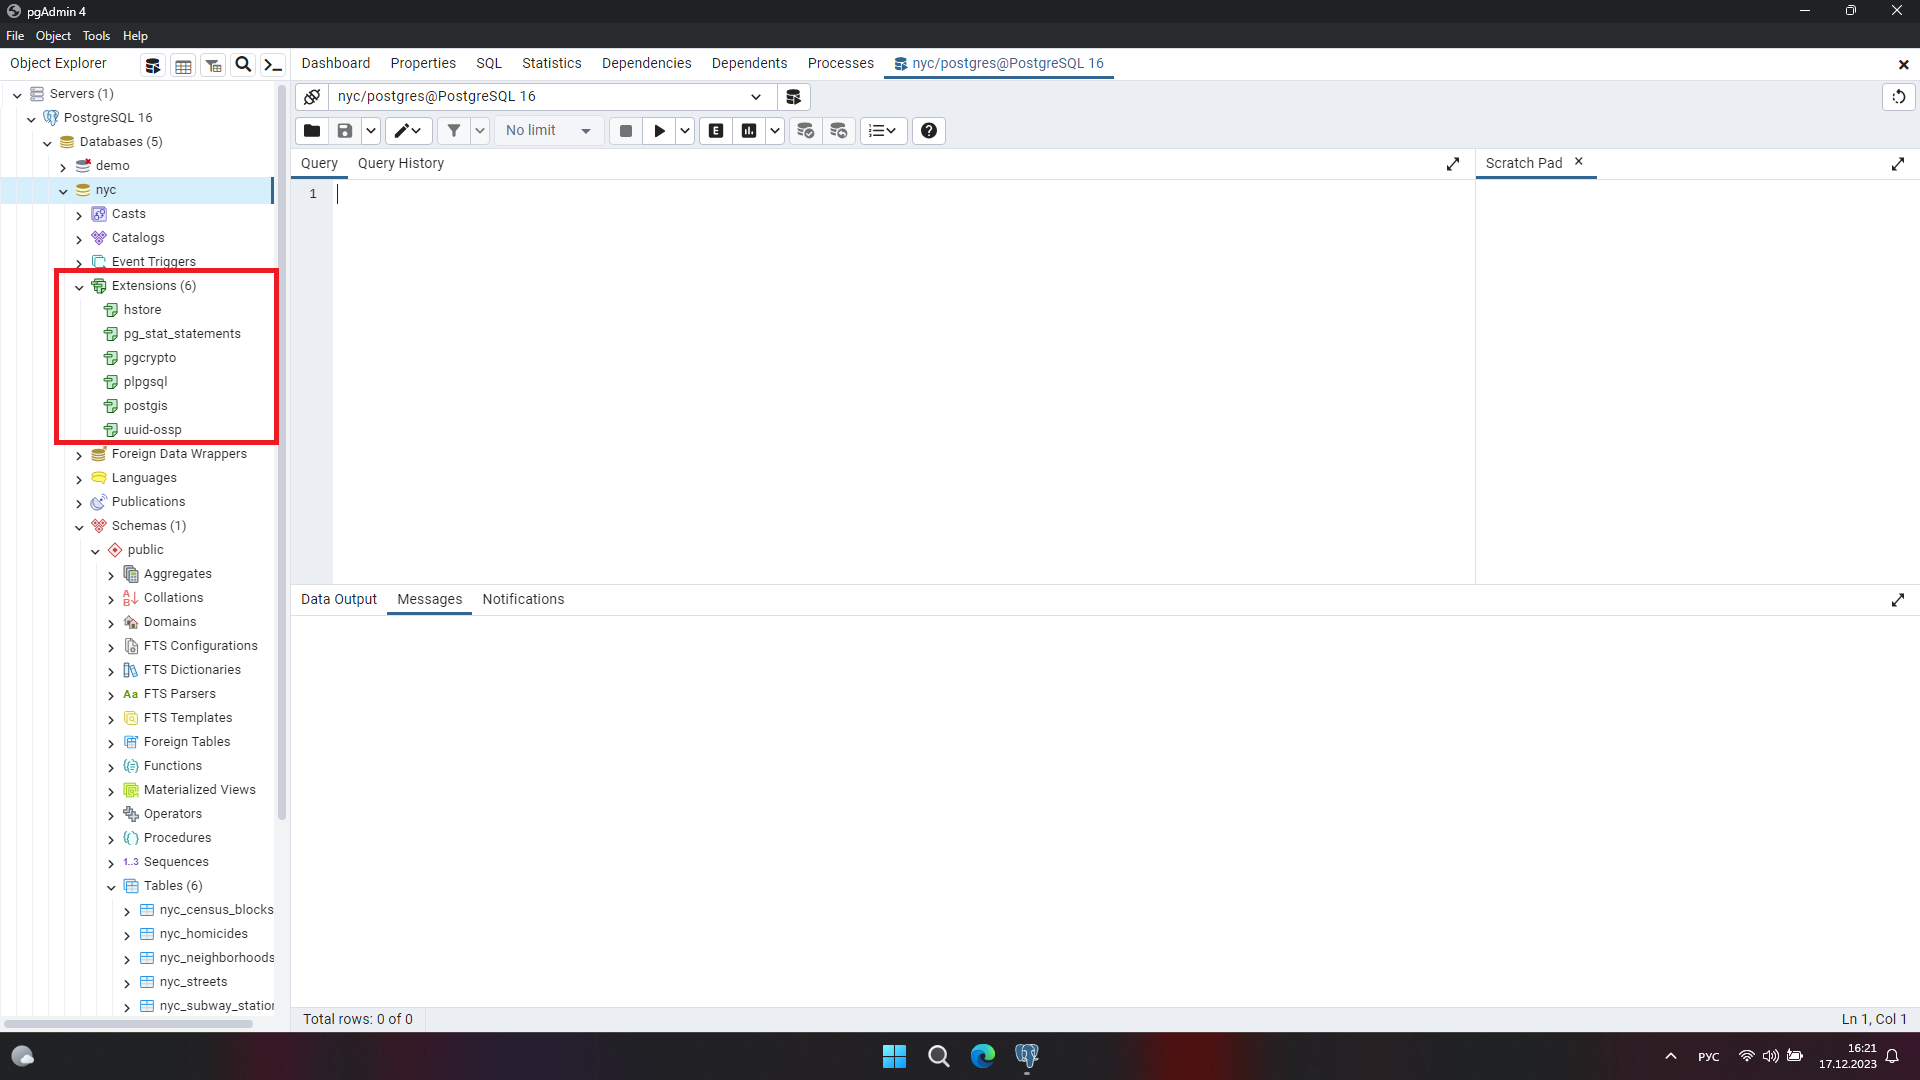 pgAdmin 4
File Object Tools Help
Object Explorer
Dashboard Properties SQL Statistics Dependencies Dependents Processes nyc/postgres@PostgreSQL 16
Servers (1)
nyc/postgres@PostgreSQL 16
PostgreSQL 16
Databases (5)
No limit
demo
Query Query History
Scratch Pad
nyc
1
Casts
Catalogs
Event Triggers
Extensions (6)
hstore
pg_stat_statements
pgcrypto
plpgsql
postgis
uuid-ossp
Foreign Data Wrappers
Languages
Publications
Schemas (1)
public
Aggregates
Collations
Domains
FTS Configurations
FTS Dictionaries
Aa FTS Parsers
FTS Templates
Foreign Tables
Functions
Materialized Views
Operators
Procedures
1..3 Sequences
Tables (6)
nyc_census_blocks
nyc_homicides
nyc_neighborhoods
nyc_streets
nyc_subway_station
Data Output Messages Notifications
Total rows: 0 of 0
Ln 1, Col 1
РУС
16:21
17.12.2023